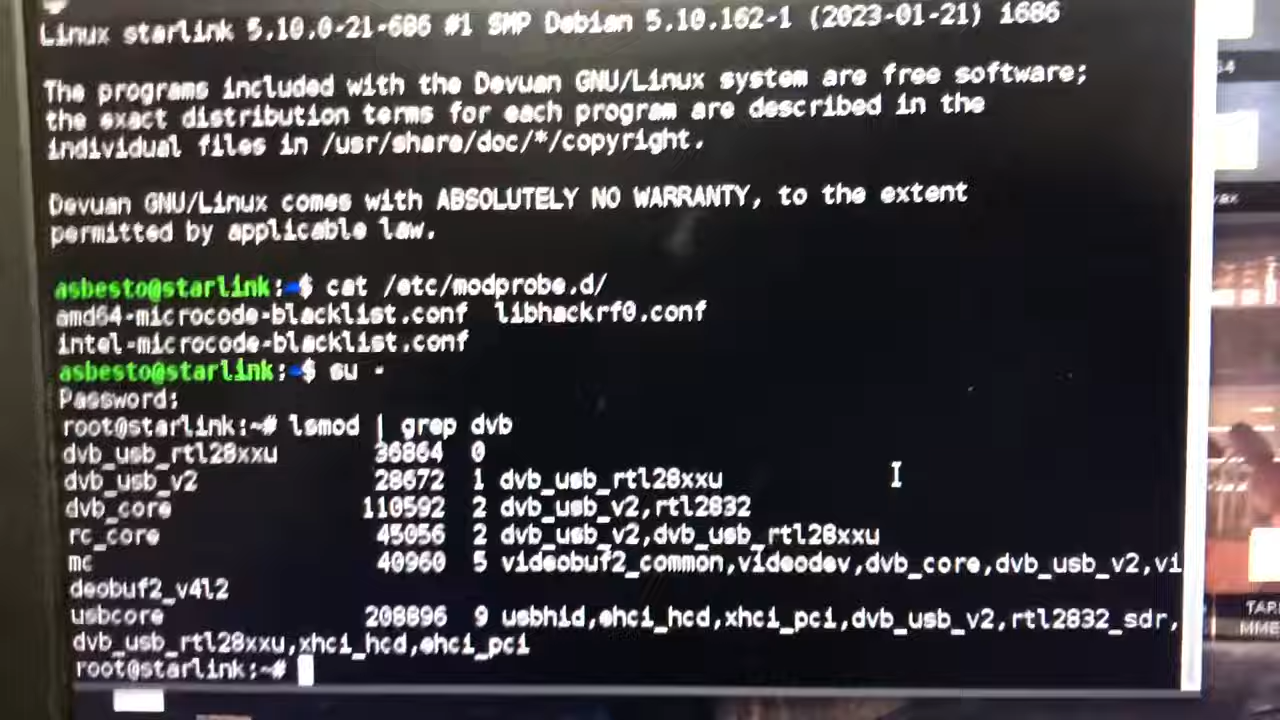 Linux starlink 5.10.0-21-686 #1 SMP Debian 5.10.162-1 (2023-01-21) i686
The programs included with the Devuan GNU/Linux system are free software;
the exact distribution terms for each program are described in the
individual files in /usr/share/doc/*/copyright.
Devuan GNU/Linux comes with ABSOLUTELY NO WARRANTY, to the extent
permitted by applicable law.
asbesto@starlink:~$ cat /etc/modprobe.d/
amd64-microcode-blacklist.conf libhackrf0.conf
intel-microcode-blacklist.conf
asbesto@starlink:~$ su -
Password:
root@starlink:~# lsmod | grep dvb
dvb_usb_rtl28xxu 36864 0
dvb_usb_v2 28672 1 dvb_usb_rtl28xxu
dvb_core 110592 2 dvb_usb_v2,rtl2832
rc_core 45056 2 dvb_usb_v2,dvb_usb_rtl28xxu
mc 40960 5 videobuf2_common,videodev,dvb_core,dvb_usb_v2,vi
deobuf2_v4l2
usbcore 208896 9 usbhid,ehci_hcd,xhci_pci,dvb_usb_v2,rtl2832_sdr,
dvb_usb_rtl28xxu,xhci_hcd,ehci_pci
root@starlink:~#